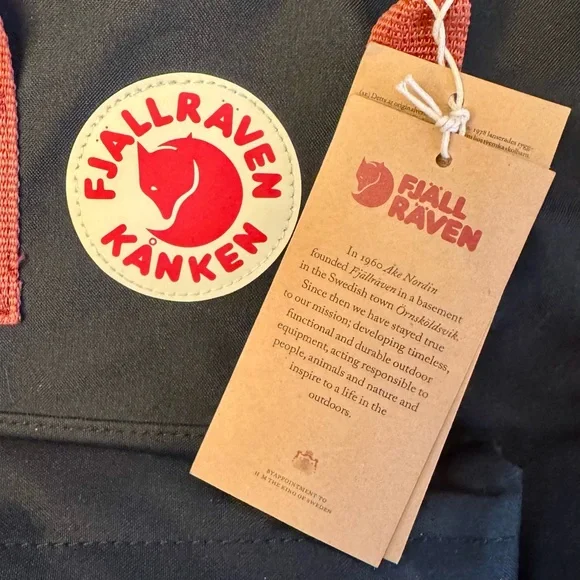 FJÄLLRÄVEN
KÅNKEN
FJÄLL
RÄVEN
In 1960 Åke Nordin
founded Fjällräven in a basement
in the Swedish town Örnsköldsvik.
Since then we have stayed true
to our mission; developing timeless,
functional and durable outdoor
equipment, acting responsible to
people, animals and nature and
inspire to a life in the
outdoors.
BY APPOINTMENT TO
H M THE KING OF SWEDEN